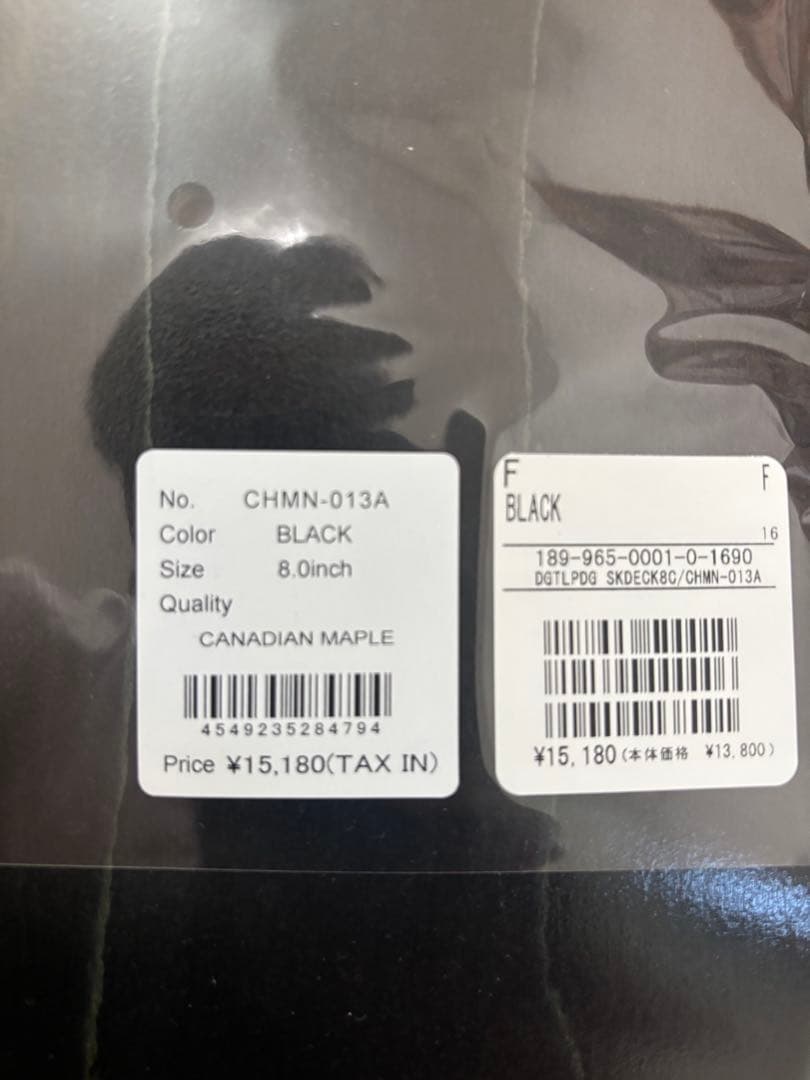 No. CHMN-013A
Color BLACK
Size 8.0inch
Quality
CANADIAN MAPLE
4549235284794
Price ¥15,180(TAX IN)
F F
BLACK
16
189-965-0001-0-1690
DGTLPDG SKDECK8C/CHMN-013A
¥15,180(本体価格 ¥13,800)